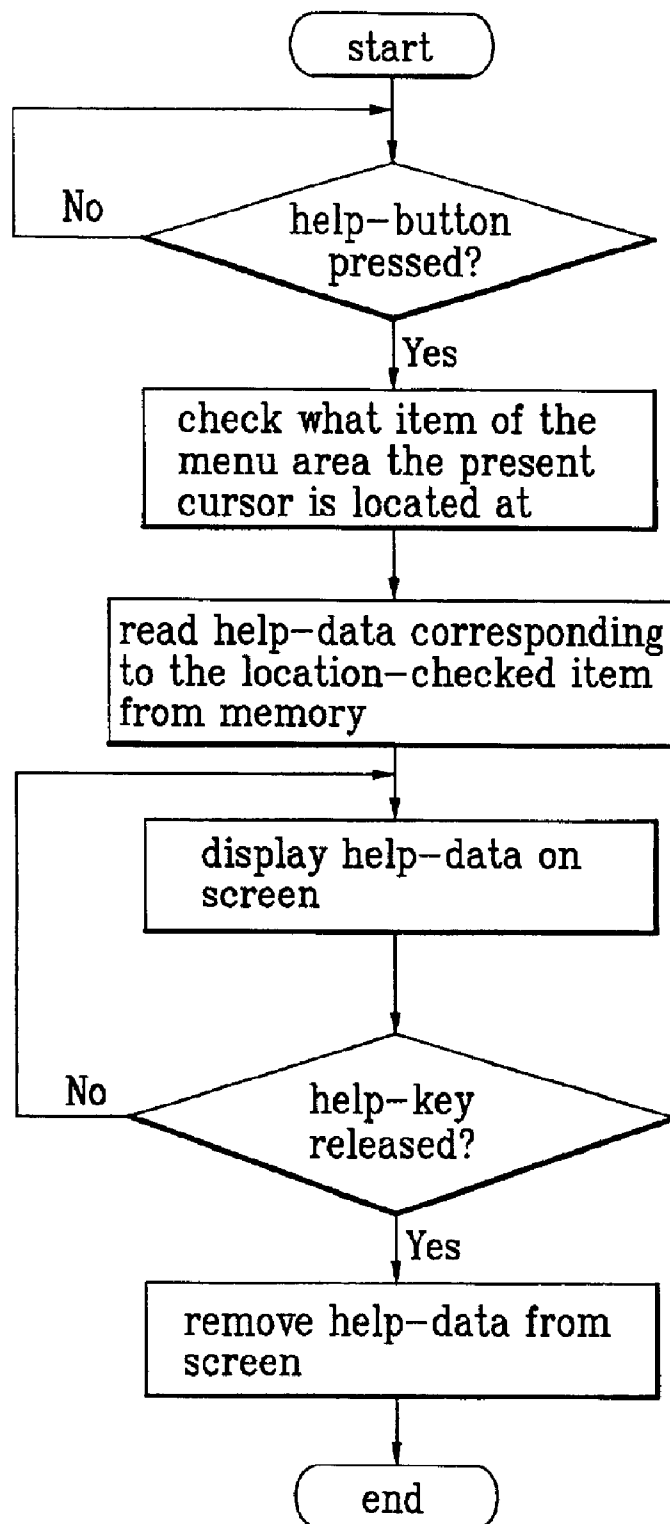 start
No
help-button
pressed?
Yes
check what item of the
menu area the present
cursor is located at
read help-data corresponding
to the location-checked item
from memory
display help-data on
screen
No
help-key
released?
Yes
remove help-data from
screen
end